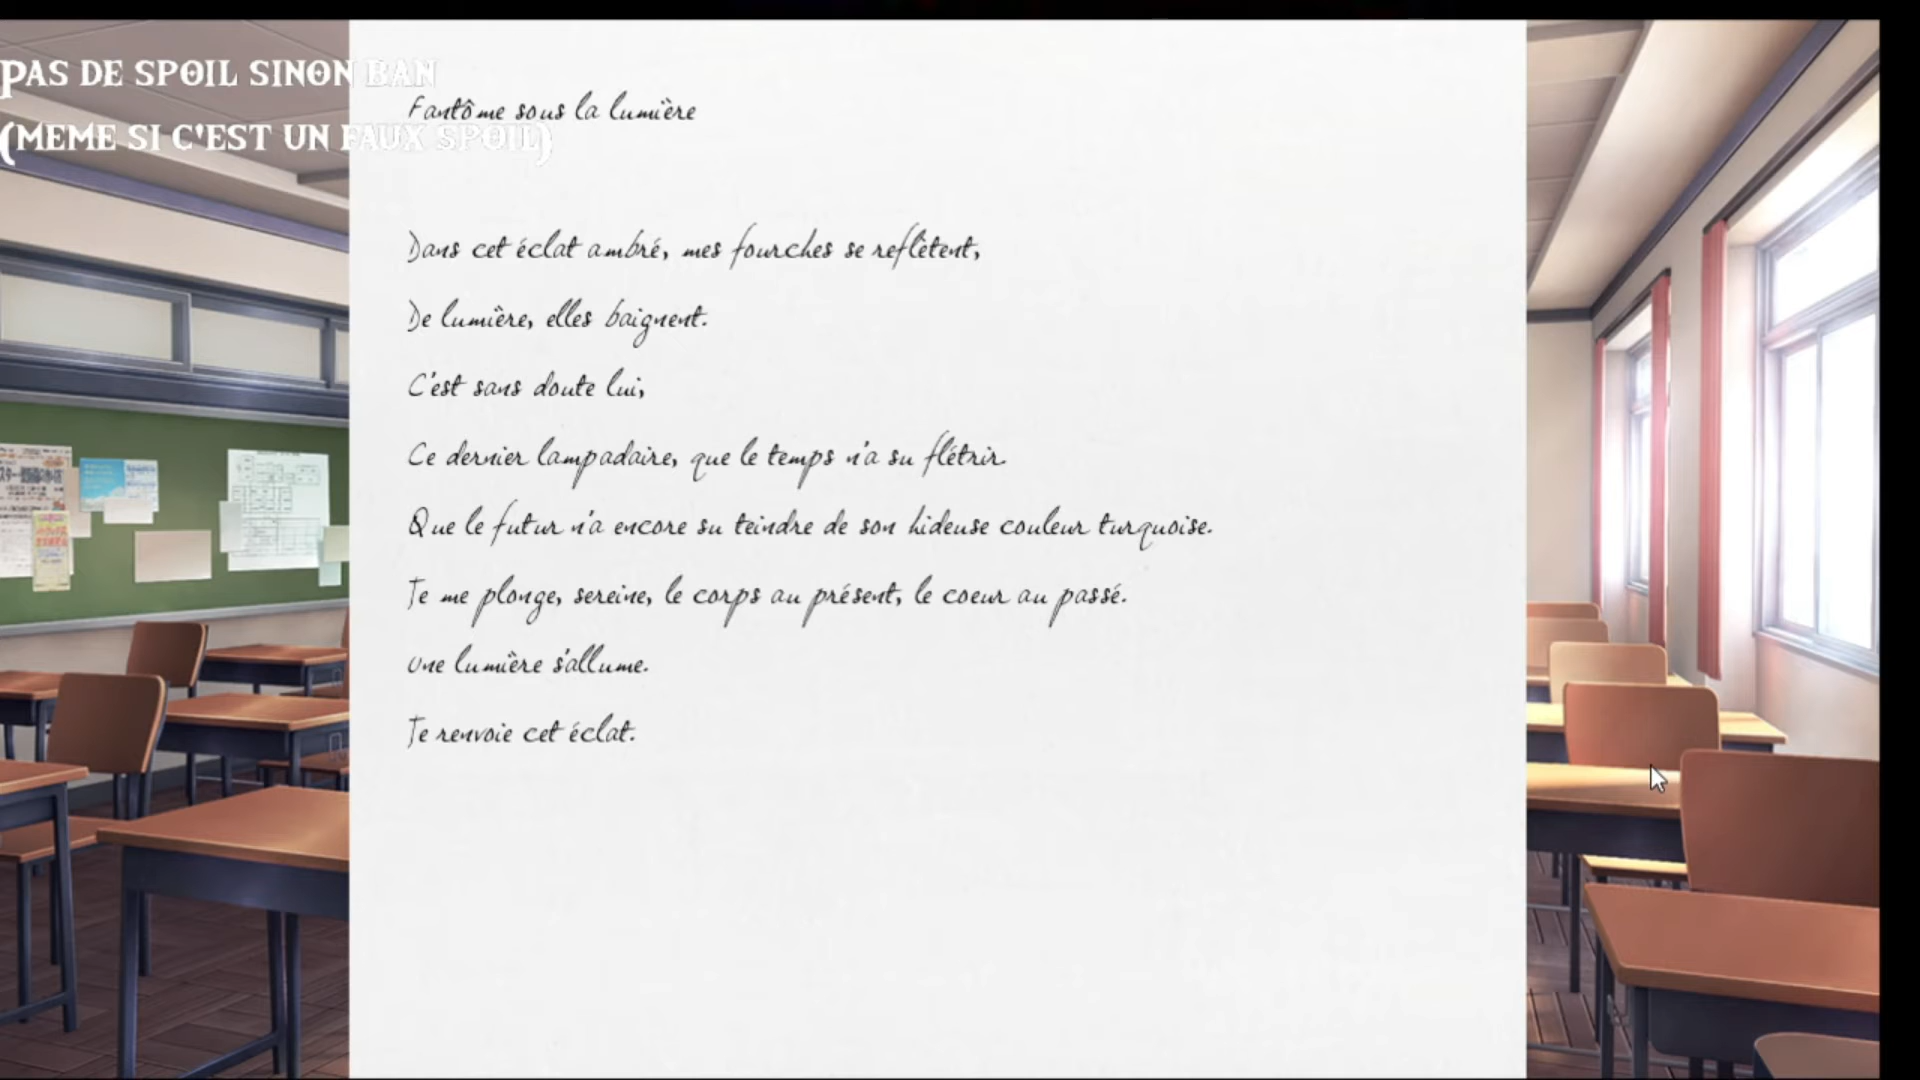 PAS DE SPOIL SINON BAN
(MEME SI C'EST UN FAUX SPOIL)
Fantôme sous la lumière
Dans cet éclat ambré, mes fourches se reflètent,
De lumière, elles baignent.
C'est sans doute lui,
Ce dernier lampadaire, que le temps n'a su flétrir.
Que le futur n'a encore su teindre de son hideuse couleur turquoise.
Je me plonge, sereine, le corps au présent, le coeur au passé.
Une lumière s'allume.
Je renvoie cet éclat.